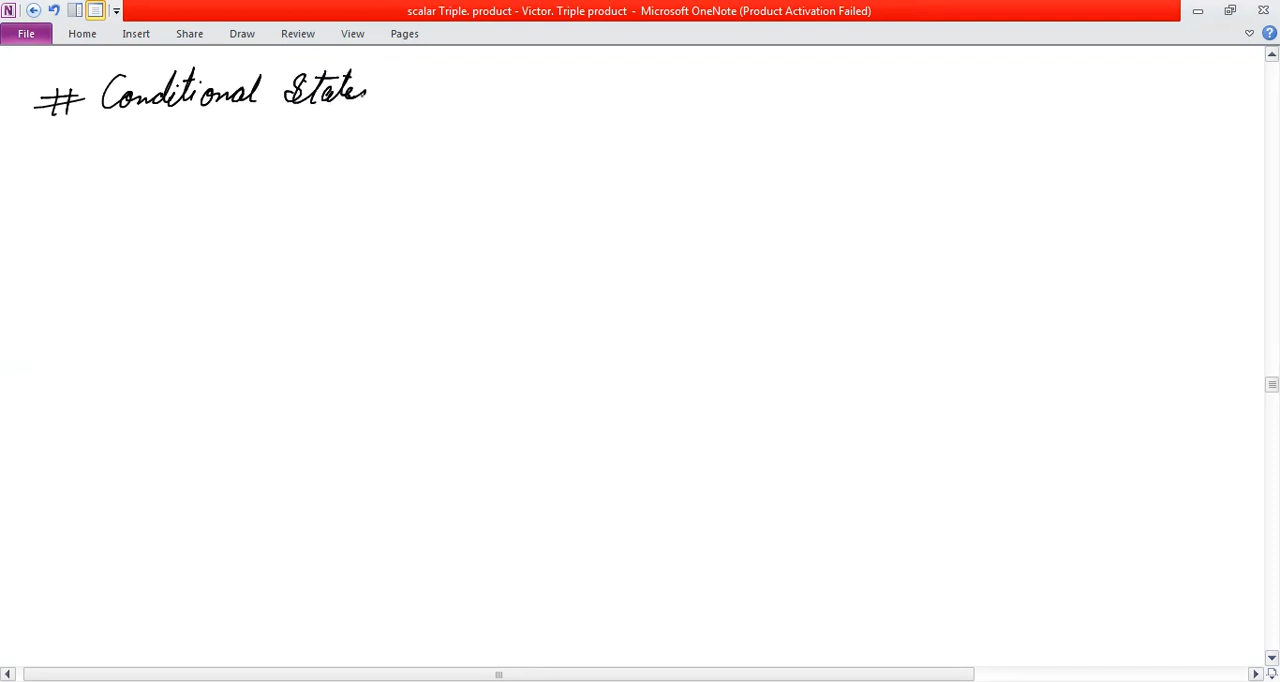 scalar Triple. product - Victor. Triple product - Microsoft OneNote (Product Activation Failed)
File Home Insert Share Draw Review View Pages
# Conditional States